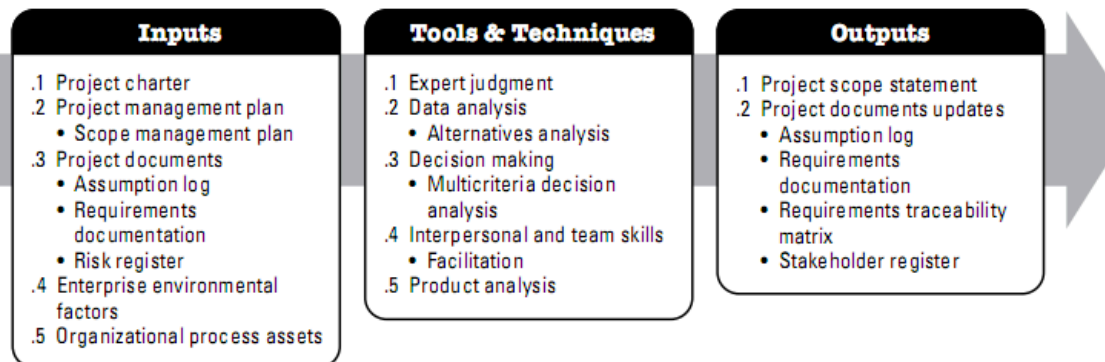 Inputs
.1 Project charter
.2 Project management plan
• Scope management plan
.3 Project documents
• Assumption log
• Requirements
documentation
• Risk register
.4 Enterprise environmental
factors
.5 Organizational process assets
Tools & Techniques
.1 Expert judgment
.2 Data analysis
• Alternatives analysis
.3 Decision making
• Multicriteria decision
analysis
.4 Interpersonal and team skills
• Facilitation
.5 Product analysis
Outputs
.1 Project scope statement
.2 Project documents updates
• Assumption log
• Requirements
documentation
• Requirements traceability
matrix
• Stakeholder register